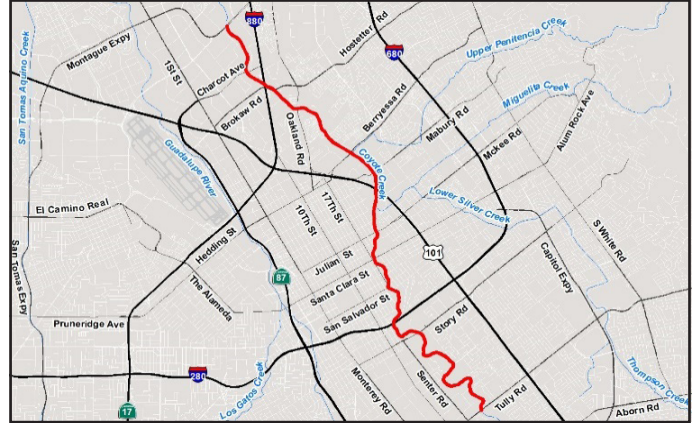 880
Hostetter Rd
Upper Penitencia Creek
Montague Expy
680
1St St
Charcot Ave
San Tomas Aquino Creek
Miguelita Creek
Brokaw Rd
Berryessa Rd
Alum Rock Ave
Oakland Rd
Mabury Rd
Mckee Rd
Guadalupe River
Coyote Creek
Lower Silver Creek
17Th St
10Th St
El Camino Real
S White Rd
Hedding St
101
Capitol Expy
Julian St
San Tomas Expy
87
Santa Clara St
The Alameda
San Salvador St
Story Rd
Pruneridge Ave
280
Los Gatos Creek
Monterey Rd
Senter Rd
Tully Rd
Thompson Creek
17
Aborn Rd